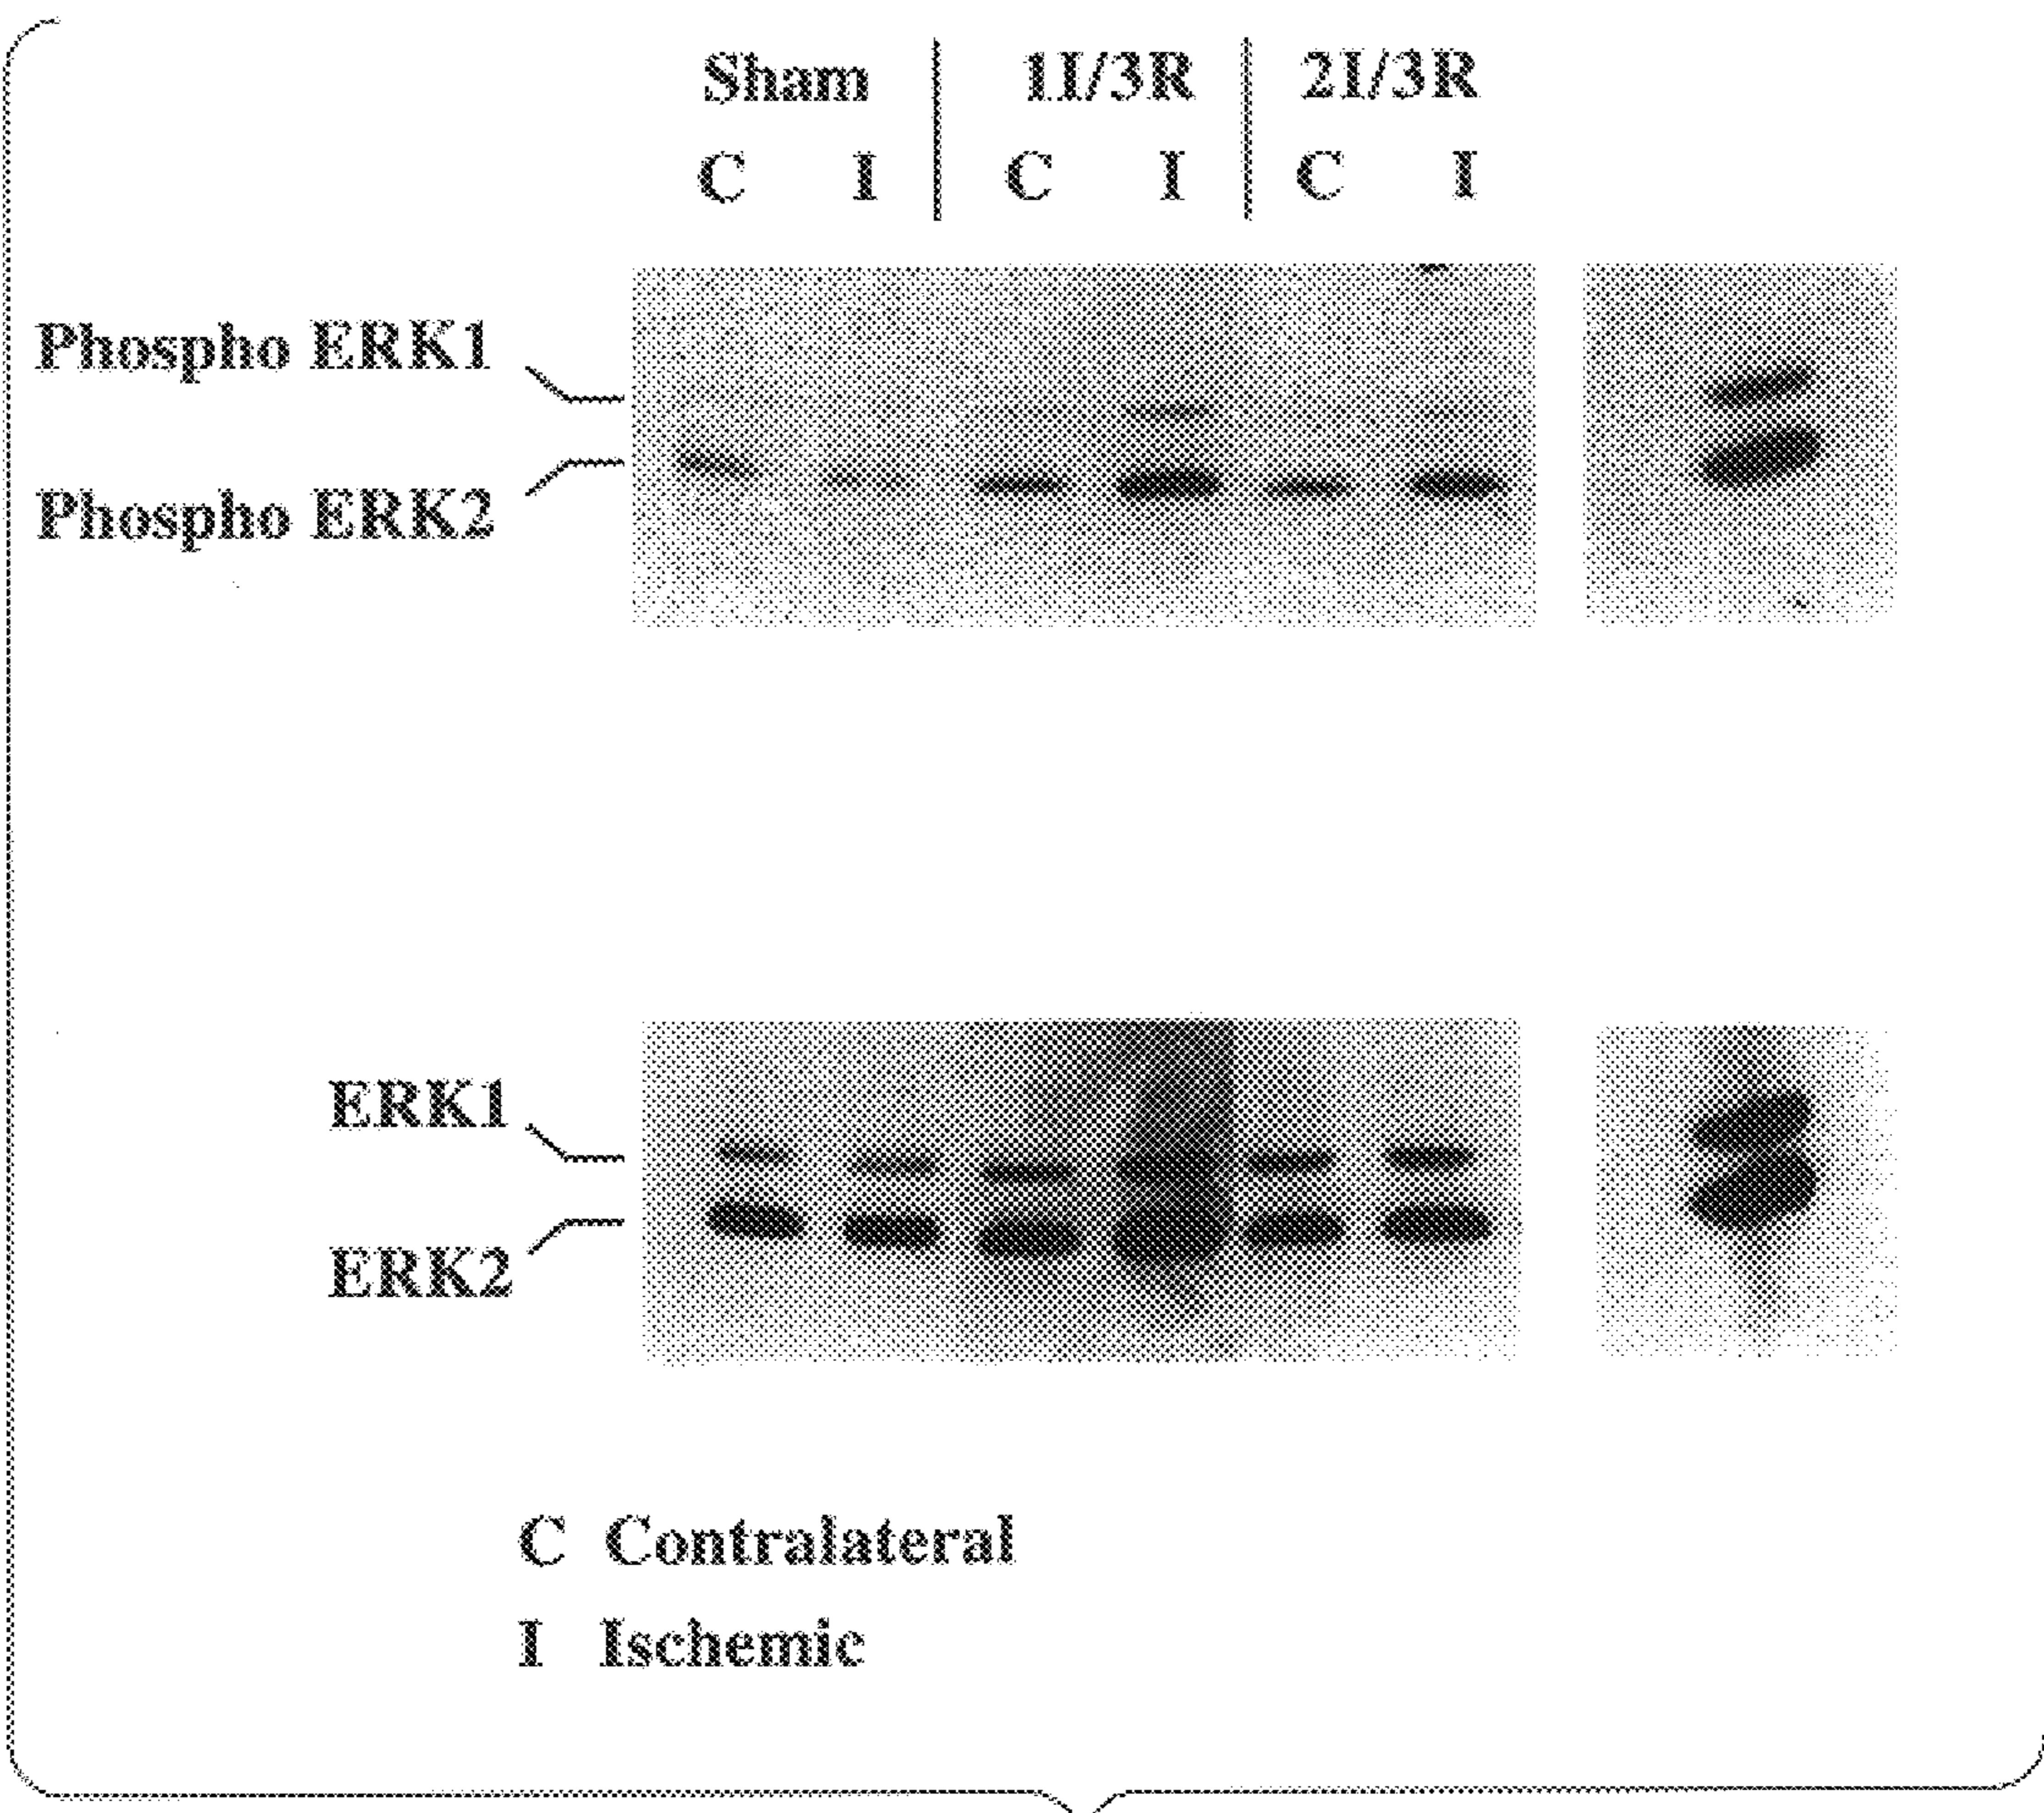 Sham 1I/3R 2I/3R
C I C I C I
Phospho ERK1
Phospho ERK2
ERK1
ERK2
C Contralateral
I Ischemic